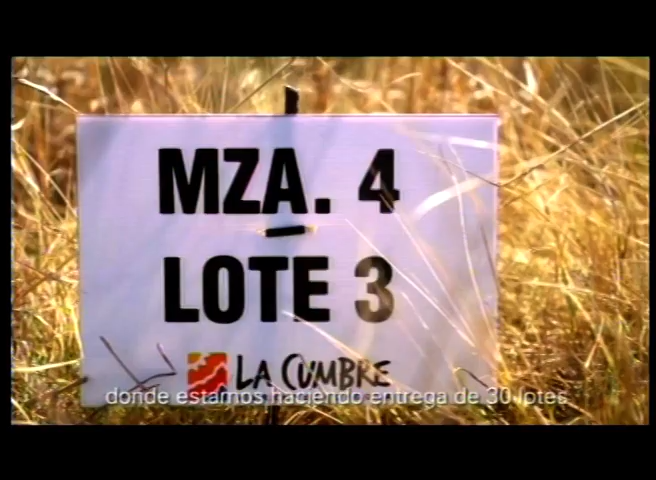 MZA. 4
LOTE 3
LA CUMBRE
donde estamos haciendo entrega de 30 lotes